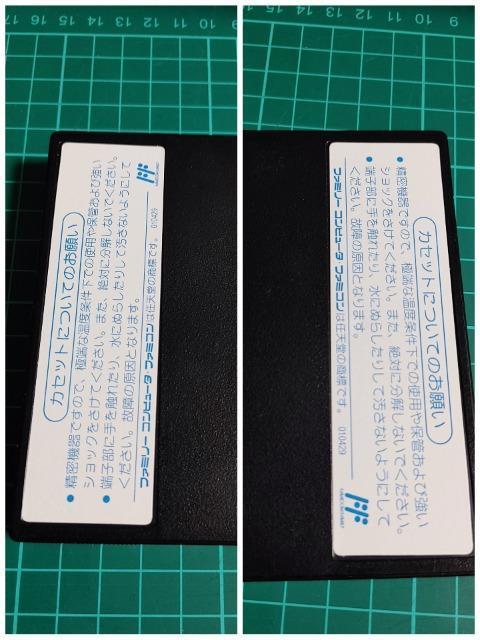 カセットについてのお願い
● 精密機器ですので、極端な温度条件下での使用や保管および強い
ショックをさけてください。また、絶対に分解しないでください。
● 端子部に手を触れたり、水にぬらしたりして汚さないようにして
ください。故障の原因となります。
ファミリーコンピュータ・ファミコンは任天堂の商標です。 010429
カセットについてのお願い
● 精密機器ですので、極端な温度条件下での使用や保管および強い
ショックをさけてください。また、絶対に分解しないでください。
● 端子部に手を触れたり、水にぬらしたりして汚さないようにして
ください。故障の原因となります。
ファミリーコンピュータ・ファミコンは任天堂の商標です。 010429